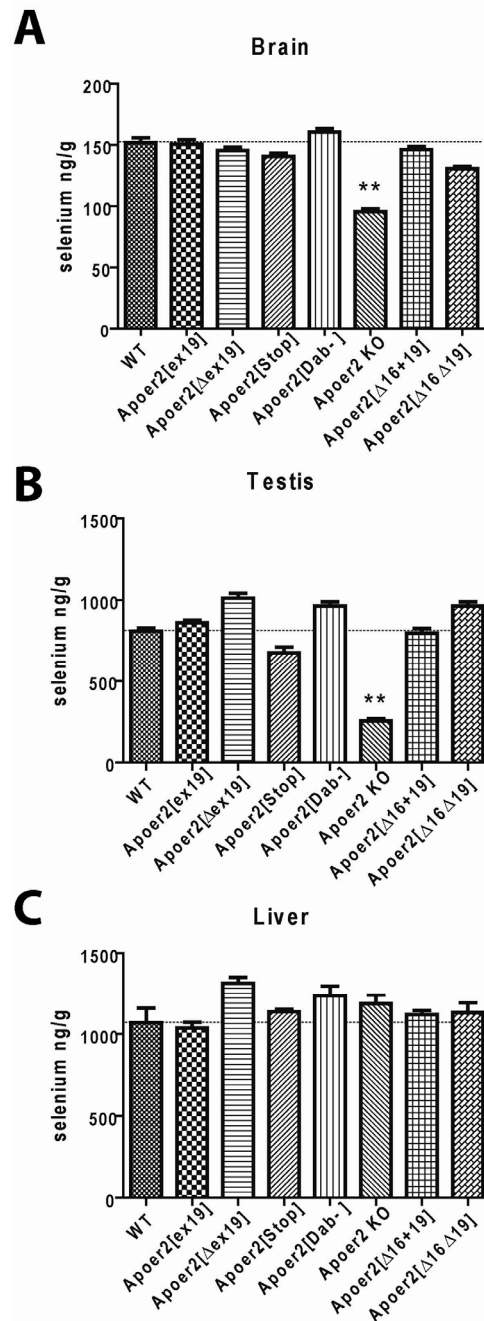 A
Brain
selenium ng/g
200
150
100
50
0
**
WT
Apoer2[ex19]
Apoer2[Δex19]
Apoer2[Stop]
Apoer2[Dab-]
Apoer2 KO
Apoer2[Δ16+19]
Apoer2[Δ16Δ19]
B
Testis
selenium ng/g
1500
1000
500
0
**
WT
Apoer2[ex19]
Apoer2[Δex19]
Apoer2[Stop]
Apoer2[Dab-]
Apoer2 KO
Apoer2[Δ16+19]
Apoer2[Δ16Δ19]
C
Liver
selenium ng/g
1500
1000
500
0
WT
Apoer2[ex19]
Apoer2[Δex19]
Apoer2[Stop]
Apoer2[Dab-]
Apoer2 KO
Apoer2[Δ16+19]
Apoer2[Δ16Δ19]